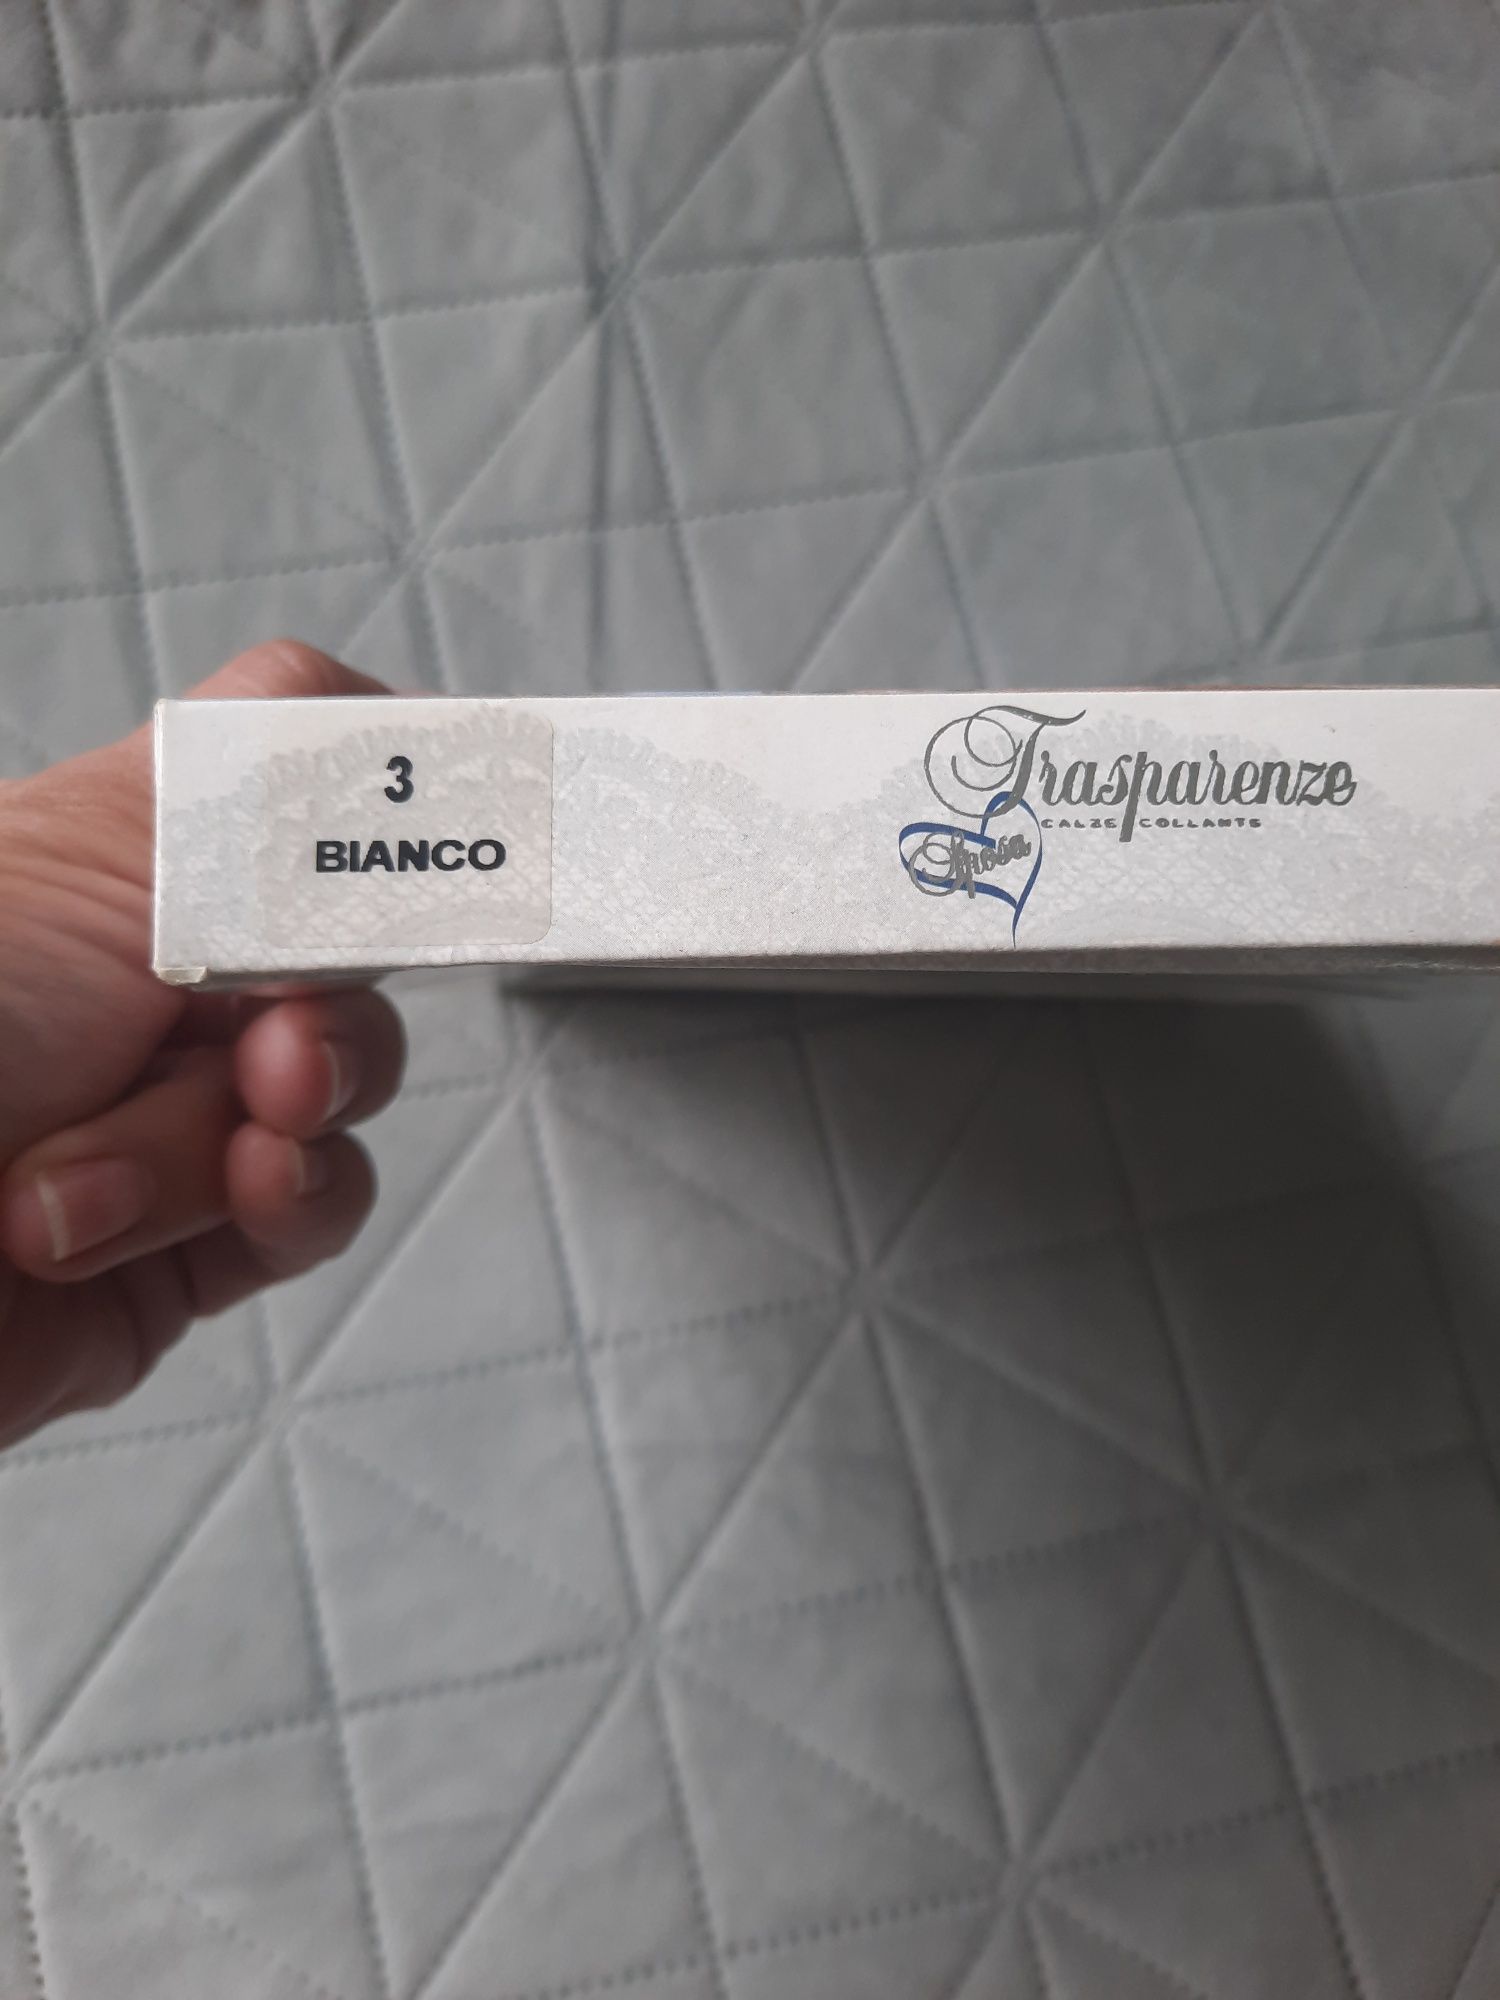 3
BIANCO
Trasparenze
CALZE COLLANTS
Sposa